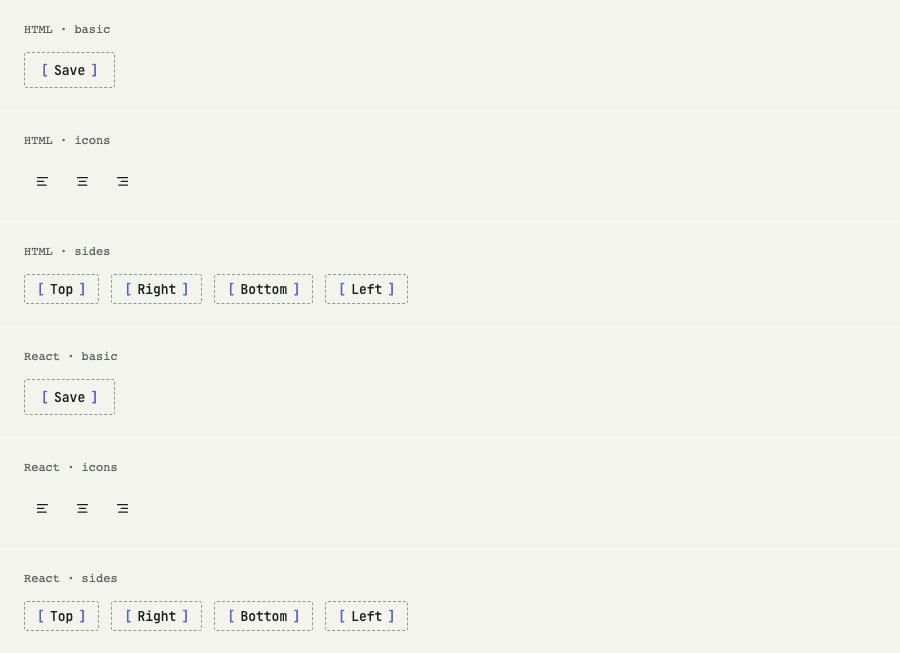 HTML · basic
[ Save ]
HTML · icons
HTML · sides
[ Top ] [ Right ] [ Bottom ] [ Left ]
React · basic
[ Save ]
React · icons
React · sides
[ Top ] [ Right ] [ Bottom ] [ Left ]